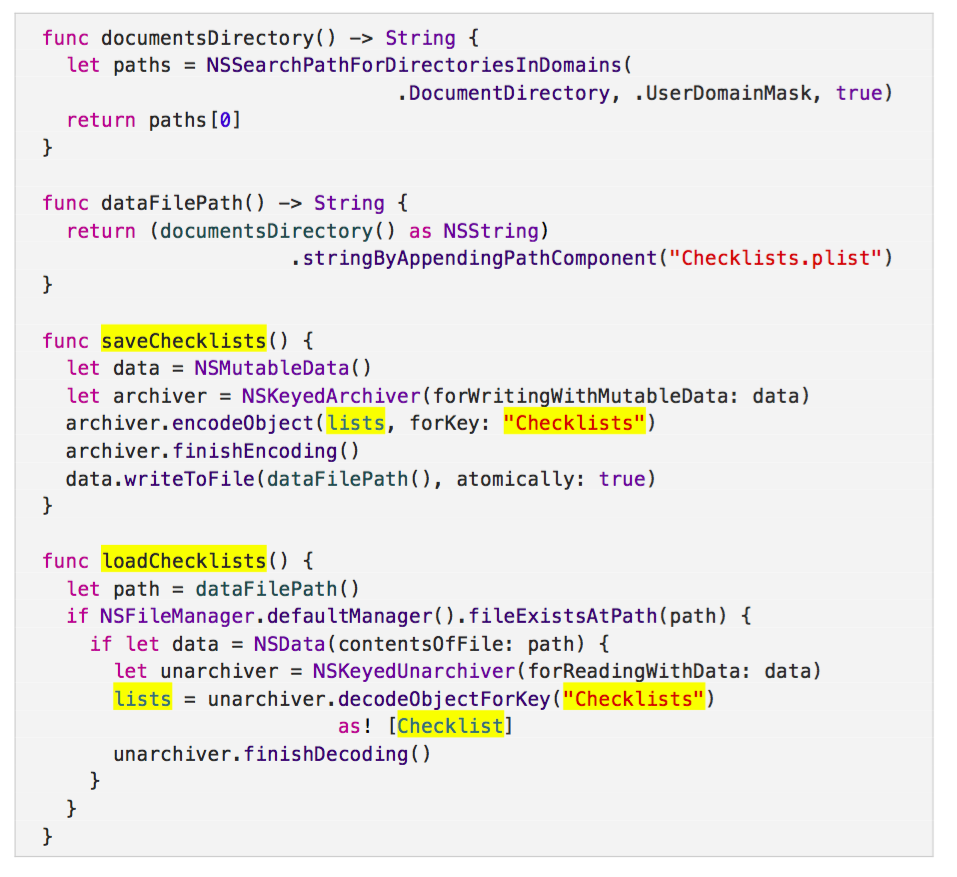 func documentsDirectory() -> String {
  let paths = NSSearchPathForDirectoriesInDomains(
                              .DocumentDirectory, .UserDomainMask, true)
  return paths[0]
}

func dataFilePath() -> String {
  return (documentsDirectory() as NSString)
                     .stringByAppendingPathComponent("Checklists.plist")
}

func saveChecklists() {
  let data = NSMutableData()
  let archiver = NSKeyedArchiver(forWritingWithMutableData: data)
  archiver.encodeObject(lists, forKey: "Checklists")
  archiver.finishEncoding()
  data.writeToFile(dataFilePath(), atomically: true)
}

func loadChecklists() {
  let path = dataFilePath()
  if NSFileManager.defaultManager().fileExistsAtPath(path) {
    if let data = NSData(contentsOfFile: path) {
      let unarchiver = NSKeyedUnarchiver(forReadingWithData: data)
      lists = unarchiver.decodeObjectForKey("Checklists")
                         as! [Checklist]
      unarchiver.finishDecoding()
    }
  }
}